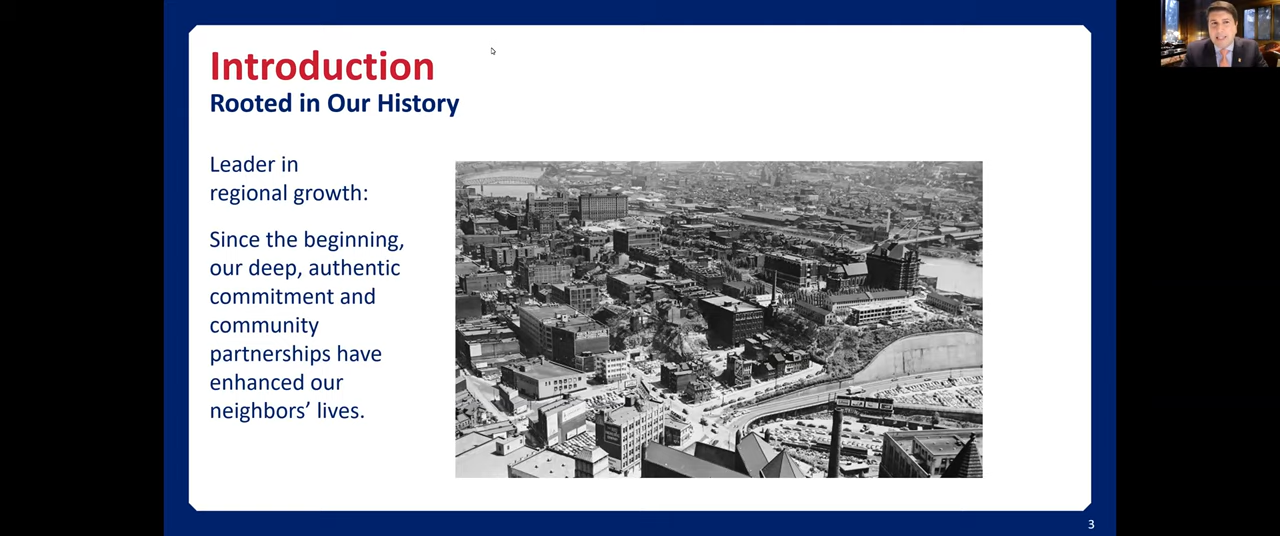 Introduction
Rooted in Our History
Leader in
regional growth:
Since the beginning,
our deep, authentic
commitment and
community
partnerships have
enhanced our
neighbors’ lives.
3